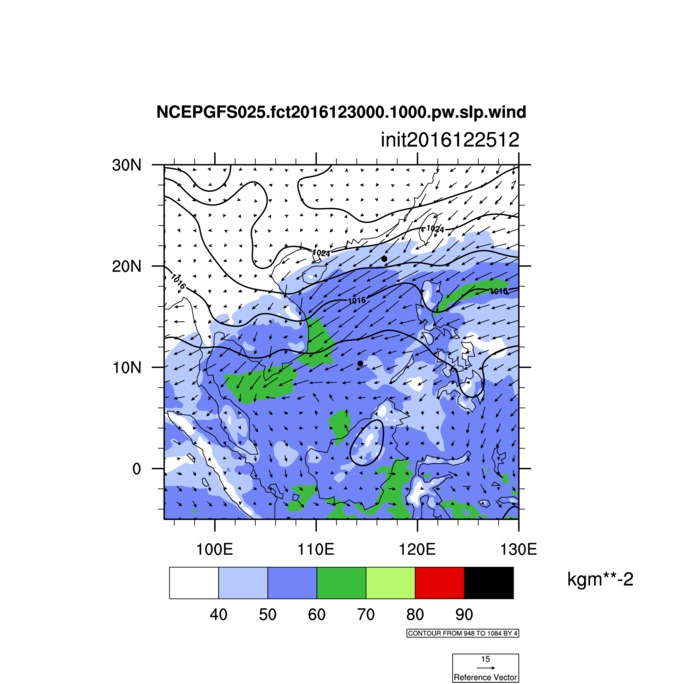 NCEPGFS025.fct2016123000.1000.pw.slp.wind
init2016122512
30N
20N
10N
0
1024
1024
1016
1016
1016
100E 110E 120E 130E
kgm**-2
40 50 60 70 80 90
CONTOUR FROM 948 TO 1084 BY 4
15
Reference Vector